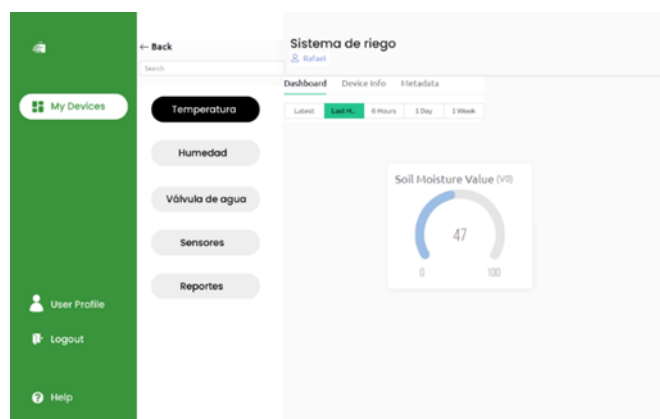 My Devices
User Profile
Logout
Help
← Back
Search
Temperatura
Humedad
Válvula de agua
Sensores
Reportes
Sistema de riego
Rafael
Dashboard Device Info Metadata
Latest Last H... 6 Hours 1 Day 1 Week
Soil Moisture Value (V0)
47
0 100